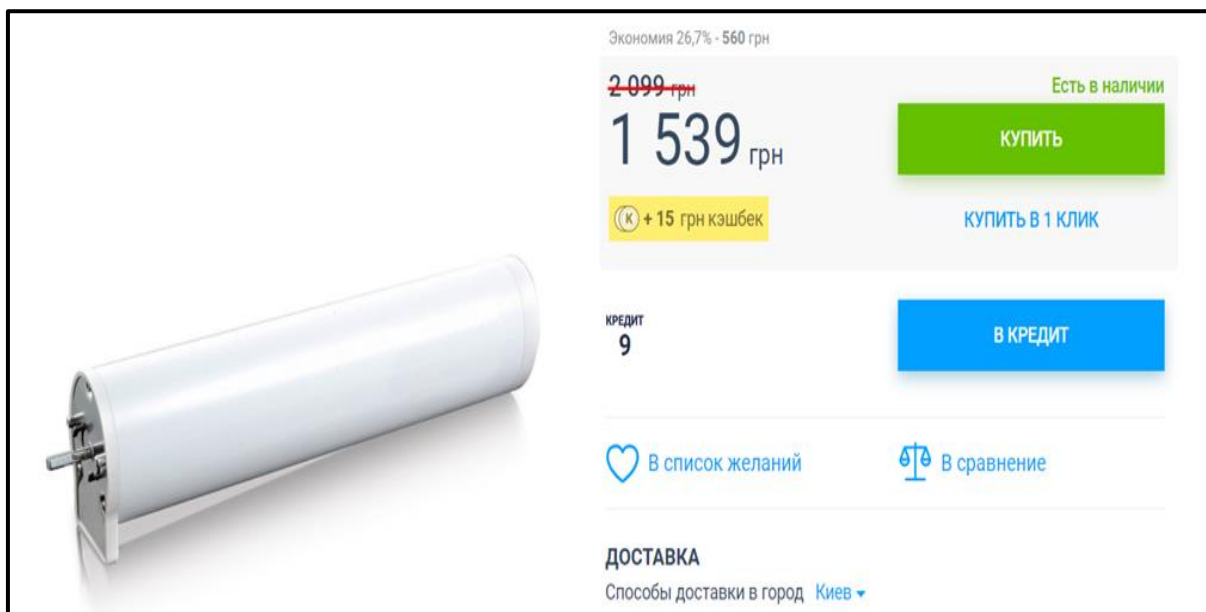 Экономия 26,7% - 560 грн
2 099 грн
Есть в наличии
1 539 грн
КУПИТЬ
К + 15 грн кэшбек
КУПИТЬ В 1 КЛИК
КРЕДИТ
9
В КРЕДИТ
В список желаний
В сравнение
ДОСТАВКА
Способы доставки в город Киев